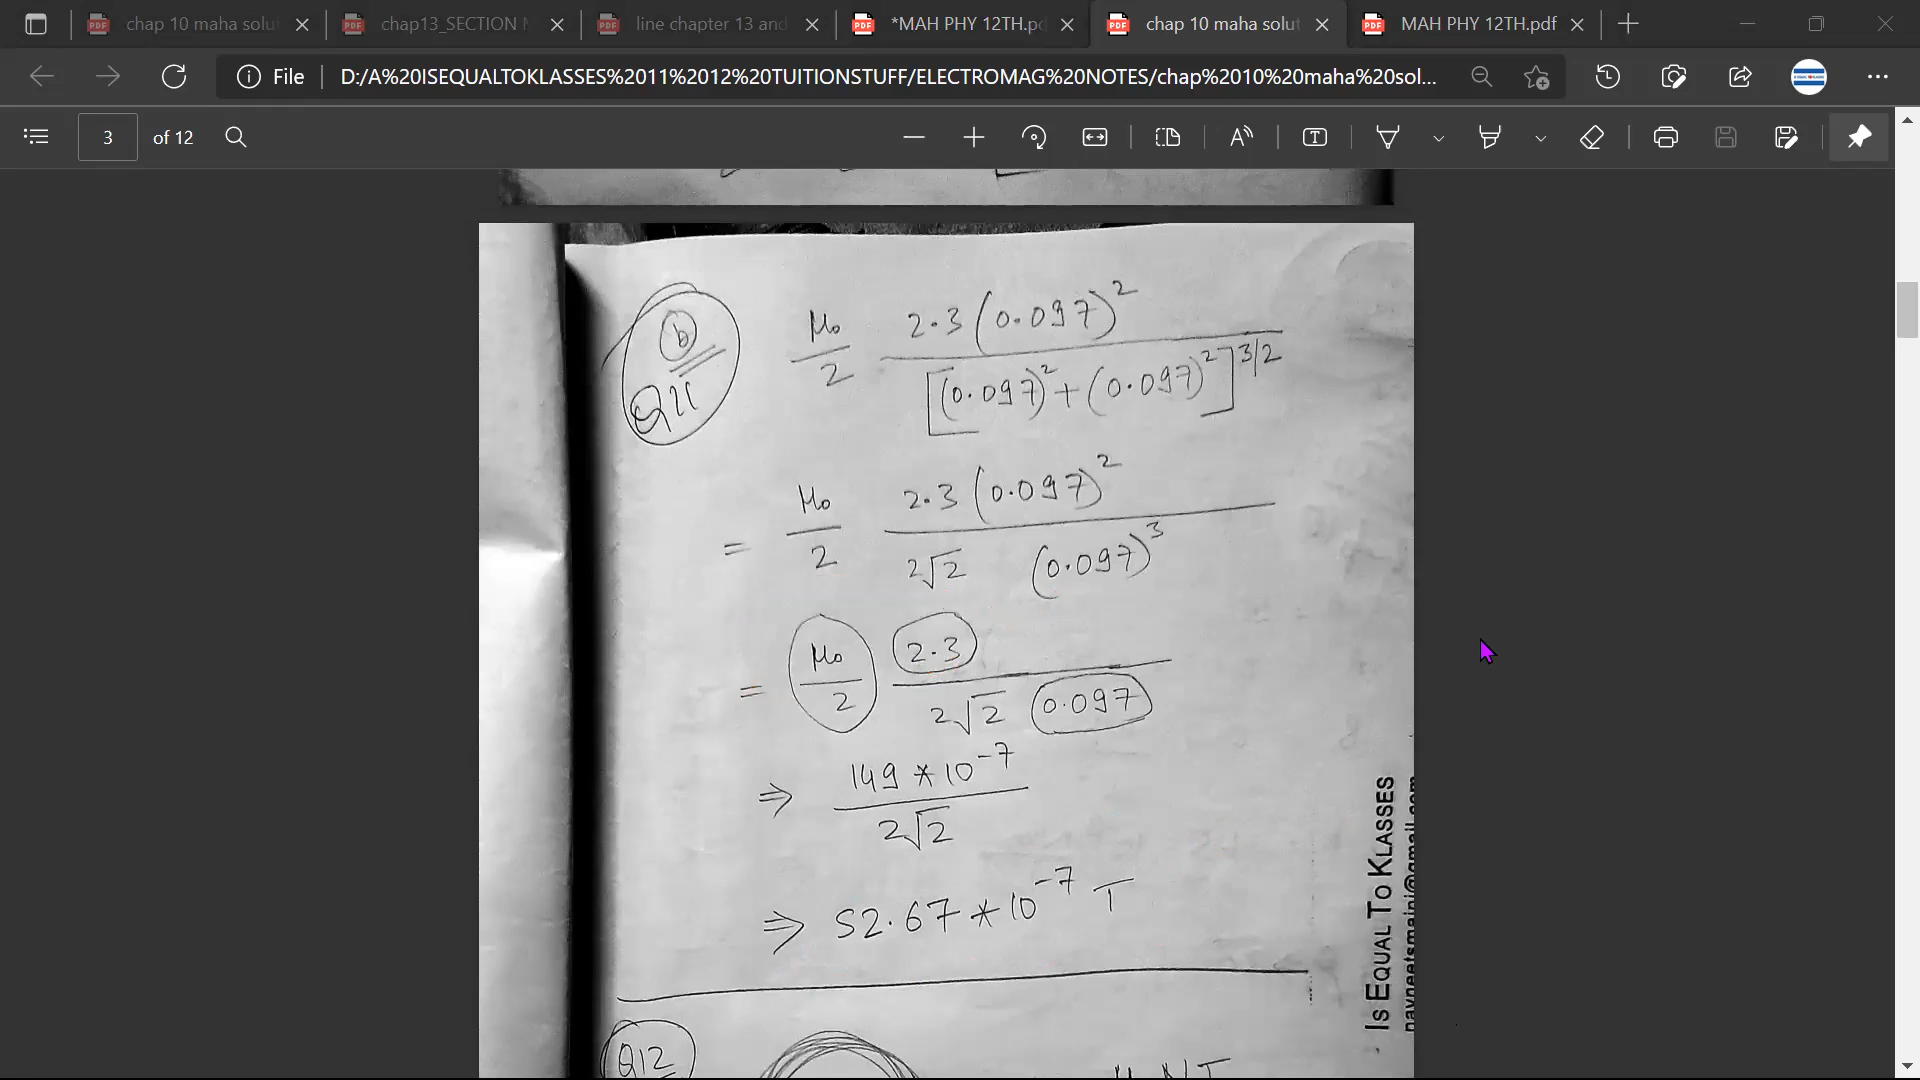 chap 10 maha solut
chap13_SECTION
line chapter 13 and
*MAH PHY 12TH.pd
chap 10 maha solut
MAH PHY 12TH.pdf
File
D:/A%20ISEQUALTOKLASSES%2011%2012%20TUITIONSTUFF/ELECTROMAG%20NOTES/chap%2010%20maha%20sol...
3 of 12
b
Q11
μ₀/2 2.3(0.097)² / [(0.097)²+(0.097)²]^3/2
= μ₀/2 2.3(0.097)² / 2√2 (0.097)³
= μ₀/2 2.3 / 2√2 0.097
⇒ 149*10⁻⁷ / 2√2
⇒ 52.67*10⁻⁷ T
Q12
IS EQUAL TO KLASSES
navneetsmaini@gmail.com